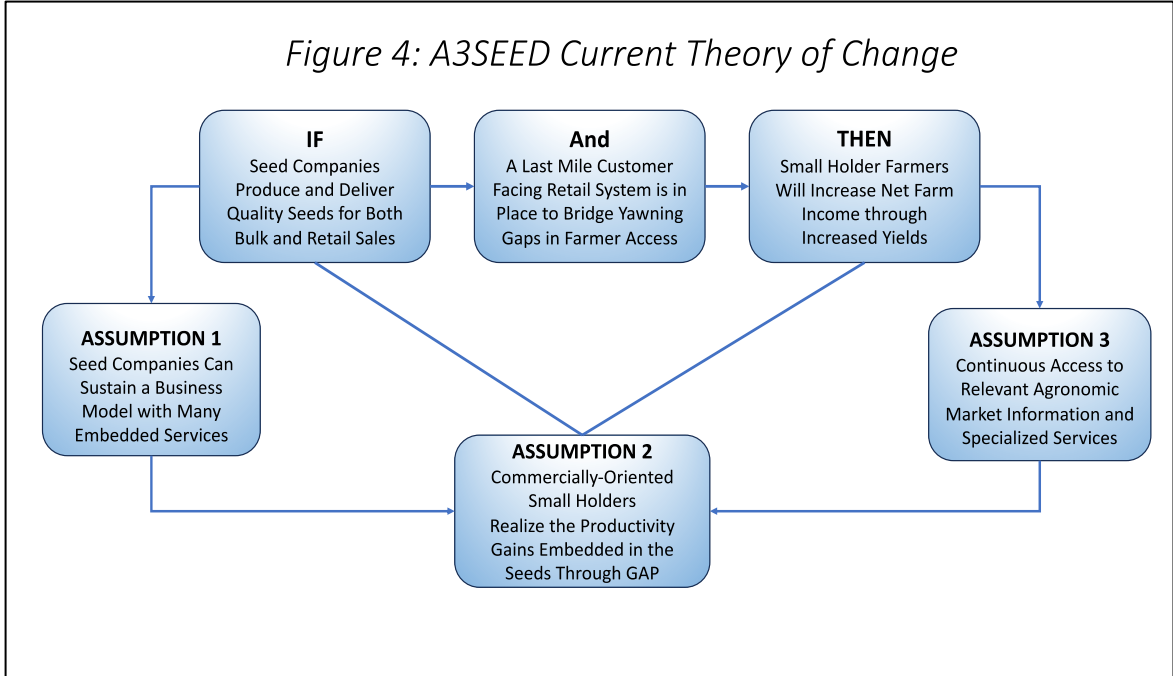 Figure 4: A3SEED Current Theory of Change
IF
Seed Companies
Produce and Deliver
Quality Seeds for Both
Bulk and Retail Sales
And
A Last Mile Customer
Facing Retail System is in
Place to Bridge Yawning
Gaps in Farmer Access
THEN
Small Holder Farmers
Will Increase Net Farm
Income through
Increased Yields
ASSUMPTION 1
Seed Companies Can
Sustain a Business
Model with Many
Embedded Services
ASSUMPTION 2
Commercially-Oriented
Small Holders
Realize the Productivity
Gains Embedded in the
Seeds Through GAP
ASSUMPTION 3
Continuous Access to
Relevant Agronomic
Market Information and
Specialized Services